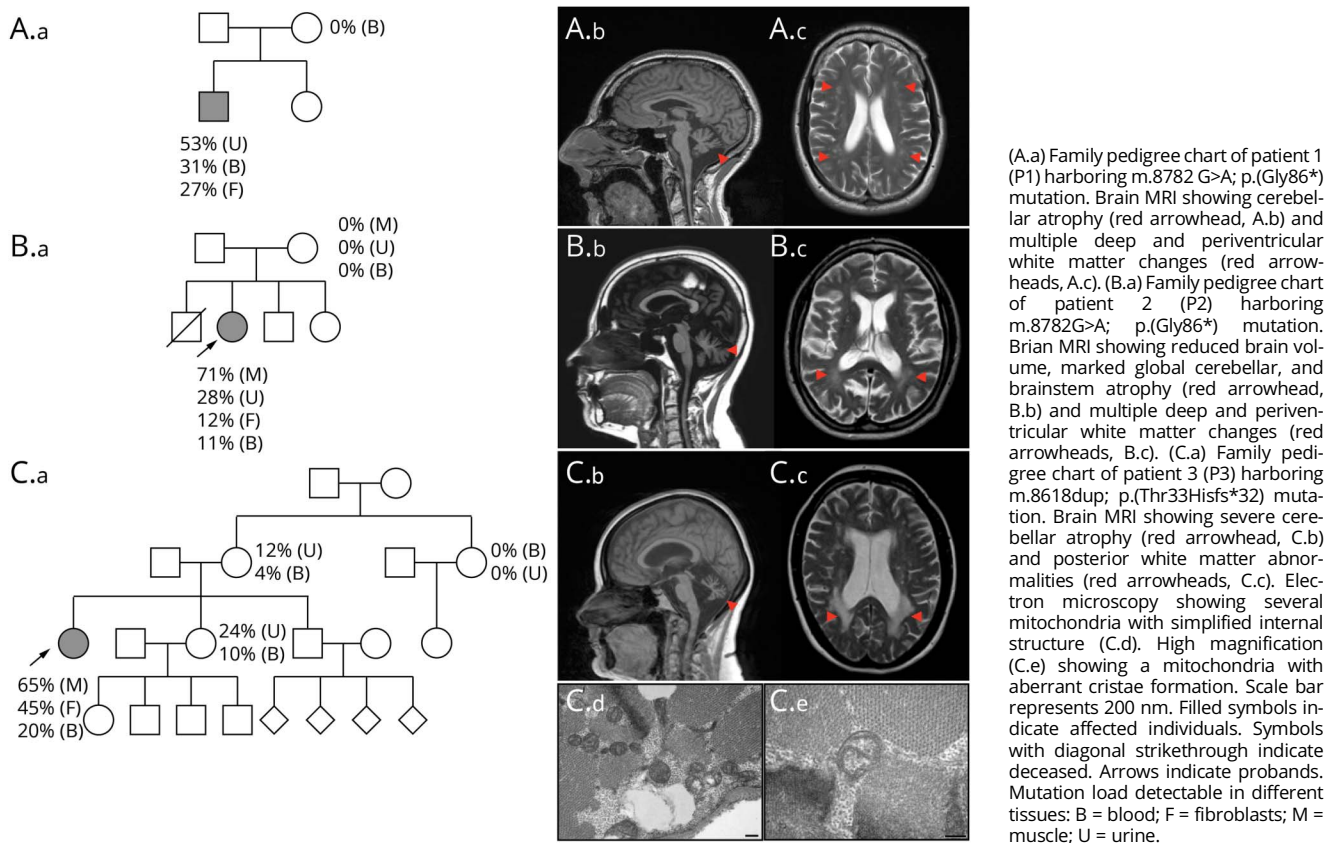 A.a
0% (B)
53% (U)
31% (B)
27% (F)
B.a
0% (M)
0% (U)
0% (B)
71% (M)
28% (U)
12% (F)
11% (B)
C.a
12% (U)
4% (B)
0% (B)
0% (U)
24% (U)
10% (B)
65% (M)
45% (F)
20% (B)
A.b
A.c
B.b
B.c
C.b
C.c
C.d
C.e
(A.a) Family pedigree chart of patient 1
(P1) harboring m.8782 G>A; p.(Gly86*)
mutation. Brain MRI showing cerebel-
lar atrophy (red arrowhead, A.b) and
multiple deep and periventricular
white matter changes (red arrow-
heads, A.c). (B.a) Family pedigree chart
of patient 2 (P2) harboring
m.8782G>A; p.(Gly86*) mutation.
Brian MRI showing reduced brain vol-
ume, marked global cerebellar, and
brainstem atrophy (red arrowhead,
B.b) and multiple deep and periven-
tricular white matter changes (red
arrowheads, B.c). (C.a) Family pedi-
gree chart of patient 3 (P3) harboring
m.8618dup; p.(Thr33Hisfs*32) muta-
tion. Brain MRI showing severe cere-
bellar atrophy (red arrowhead, C.b)
and posterior white matter abnor-
malities (red arrowheads, C.c). Elec-
tron microscopy showing several
mitochondria with simplified internal
structure (C.d). High magnification
(C.e) showing a mitochondria with
aberrant cristae formation. Scale bar
represents 200 nm. Filled symbols in-
dicate affected individuals. Symbols
with diagonal strikethrough indicate
deceased. Arrows indicate probands.
Mutation load detectable in different
tissues: B = blood; F = fibroblasts; M =
muscle; U = urine.